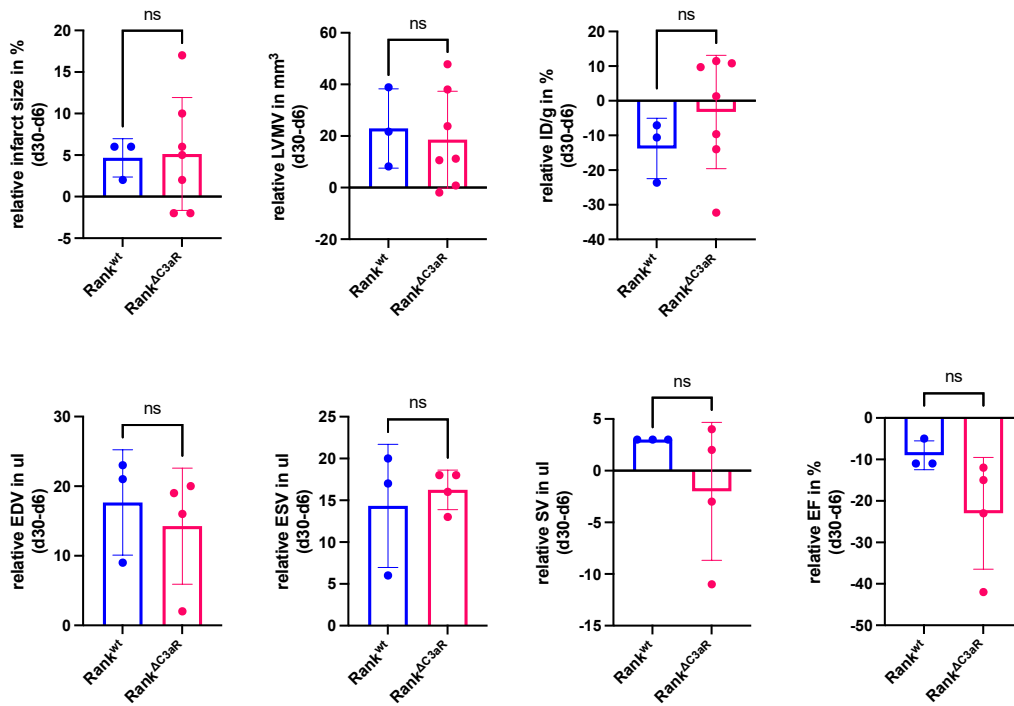 ns
relative infarct size in %
(d30-d6)
20
15
10
5
0
-5
Rank^wt
Rank^ΔC3aR
ns
relative LVMV in mm³
(d30-d6)
60
40
20
0
-20
Rank^wt
Rank^ΔC3aR
ns
relative ID/g in %
(d30-d6)
20
10
0
-10
-20
-30
-40
Rank^wt
Rank^ΔC3aR
ns
relative EDV in ul
(d30-d6)
30
20
10
0
Rank^wt
Rank^ΔC3aR
ns
relative ESV in ul
(d30-d6)
25
20
15
10
5
0
Rank^wt
Rank^ΔC3aR
ns
relative SV in ul
(d30-d6)
5
0
-5
-10
-15
Rank^wt
Rank^ΔC3aR
ns
relative EF in %
(d30-d6)
0
-10
-20
-30
-40
-50
Rank^wt
Rank^ΔC3aR